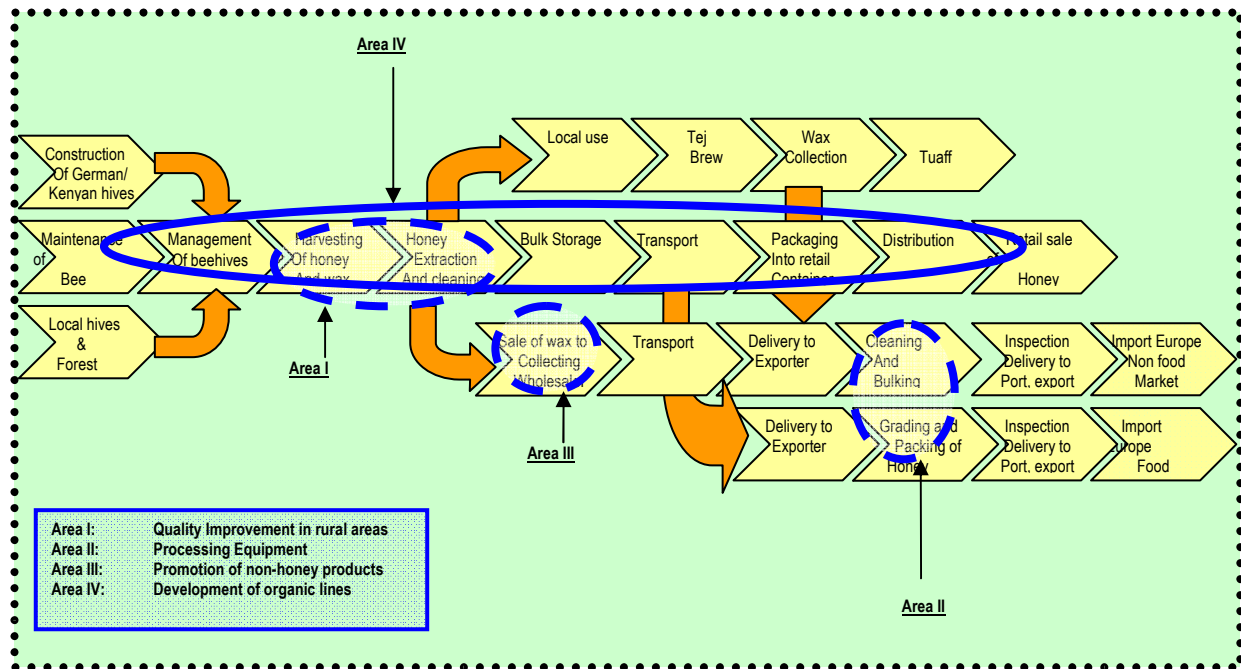 Area IV
Local use
Tej
Brew
Wax
Collection
Tuaff
Construction
Of German/
Kenyan hives
Maintenance
of
Bee
Management
Of beehives
Harvesting
Of honey
And wax
Honey
Extraction
And cleaning
Bulk Storage
Transport
Packaging
Into retail
Container
Distribution
Retail sale
of
Honey
Local hives
&
Forest
Area I
Sale of wax to
Collecting
Wholesaler
Transport
Delivery to
Exporter
Cleaning
And
Bulking
Inspection
Delivery to
Port, export
Import Europe
Non food
Market
Area III
Delivery to
Exporter
Grading and
Packing of
Honey
Inspection
Delivery to
Port, export
Import
Europe
Food
Area I: Quality Improvement in rural areas
Area II: Processing Equipment
Area III: Promotion of non-honey products
Area IV: Development of organic lines
Area II